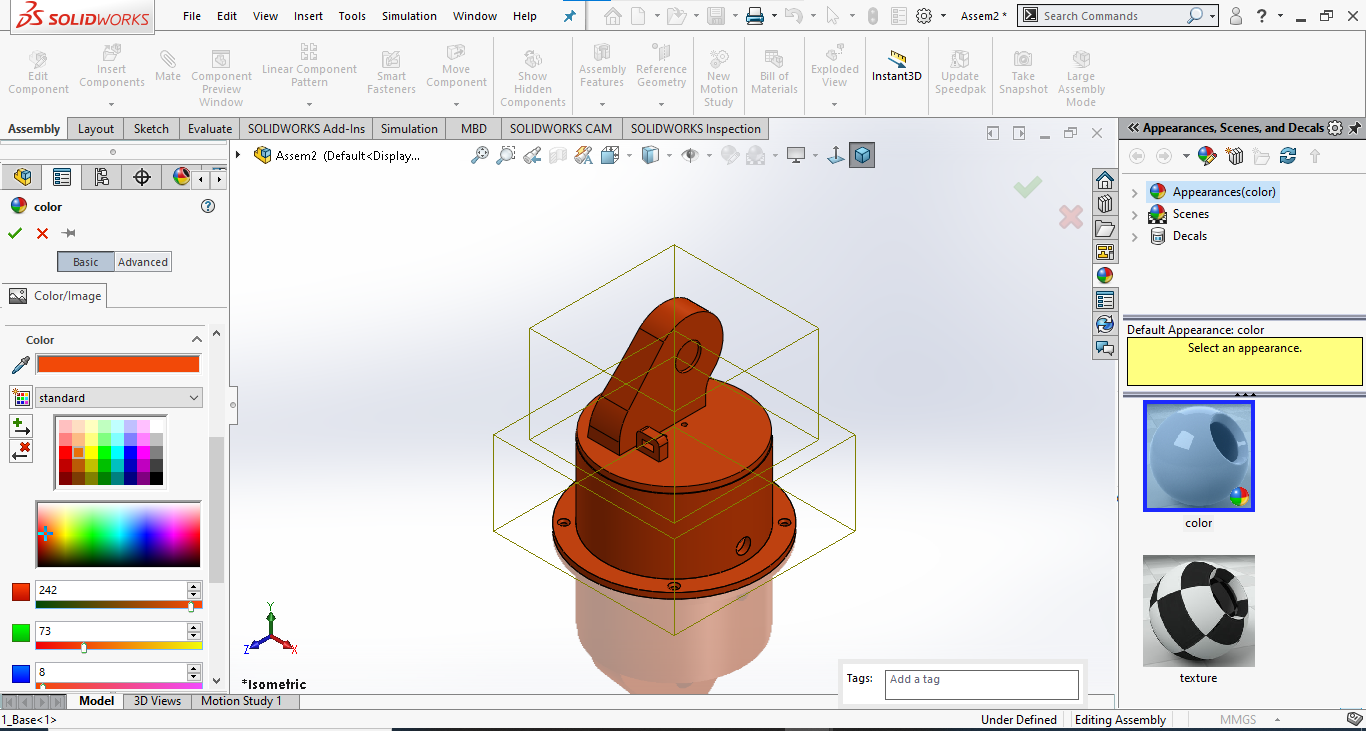 SOLIDWORKS
File Edit View Insert Tools Simulation Window Help
Assem2 *
Search Commands
?
Edit Component
Insert Components
Mate
Component Preview Window
Linear Component Pattern
Smart Fasteners
Move Component
Show Hidden Components
Assembly Features
Reference Geometry
New Motion Study
Bill of Materials
Exploded View
Instant3D
Update Speedpak
Take Snapshot
Large Assembly Mode
Assembly Layout Sketch Evaluate SOLIDWORKS Add-Ins Simulation MBD SOLIDWORKS CAM SOLIDWORKS Inspection
Assem2 (Default<Display...
color
?
Basic Advanced
Color/Image
Color
standard
242
73
8
Y
Z
X
*Isometric
Tags: Add a tag
Appearances, Scenes, and Decals
Appearances(color)
Scenes
Decals
Default Appearance: color
Select an appearance.
color
texture
Model 3D Views Motion Study 1
1_Base<1>
Under Defined Editing Assembly MMGS